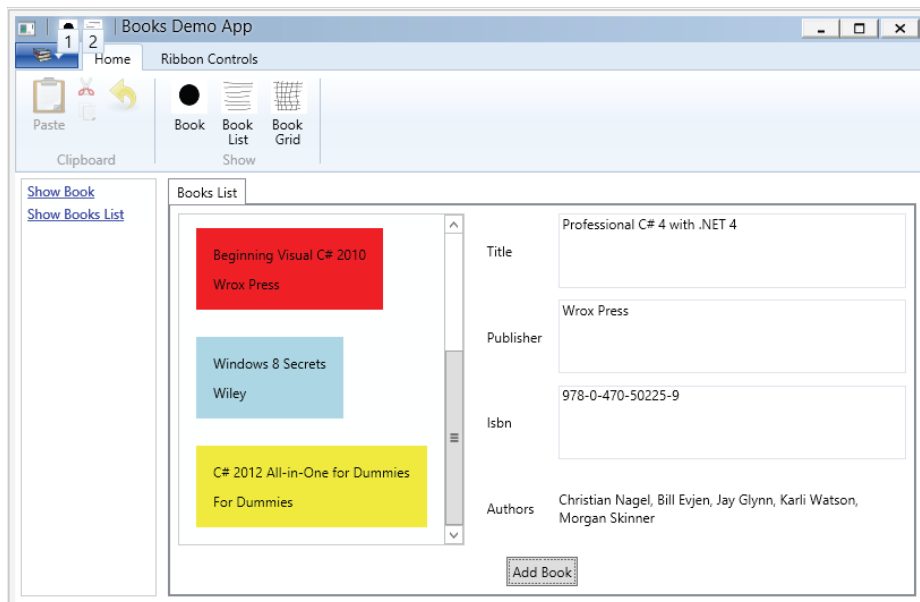 Books Demo App
1 2
Home Ribbon Controls
Paste
Book Book List Book Grid
Clipboard Show
Show Book
Show Books List
Books List
Beginning Visual C# 2010
Wrox Press
Windows 8 Secrets
Wiley
C# 2012 All-in-One for Dummies
For Dummies
Title
Professional C# 4 with .NET 4
Publisher
Wrox Press
Isbn
978-0-470-50225-9
Authors
Christian Nagel, Bill Evjen, Jay Glynn, Karli Watson,
Morgan Skinner
Add Book